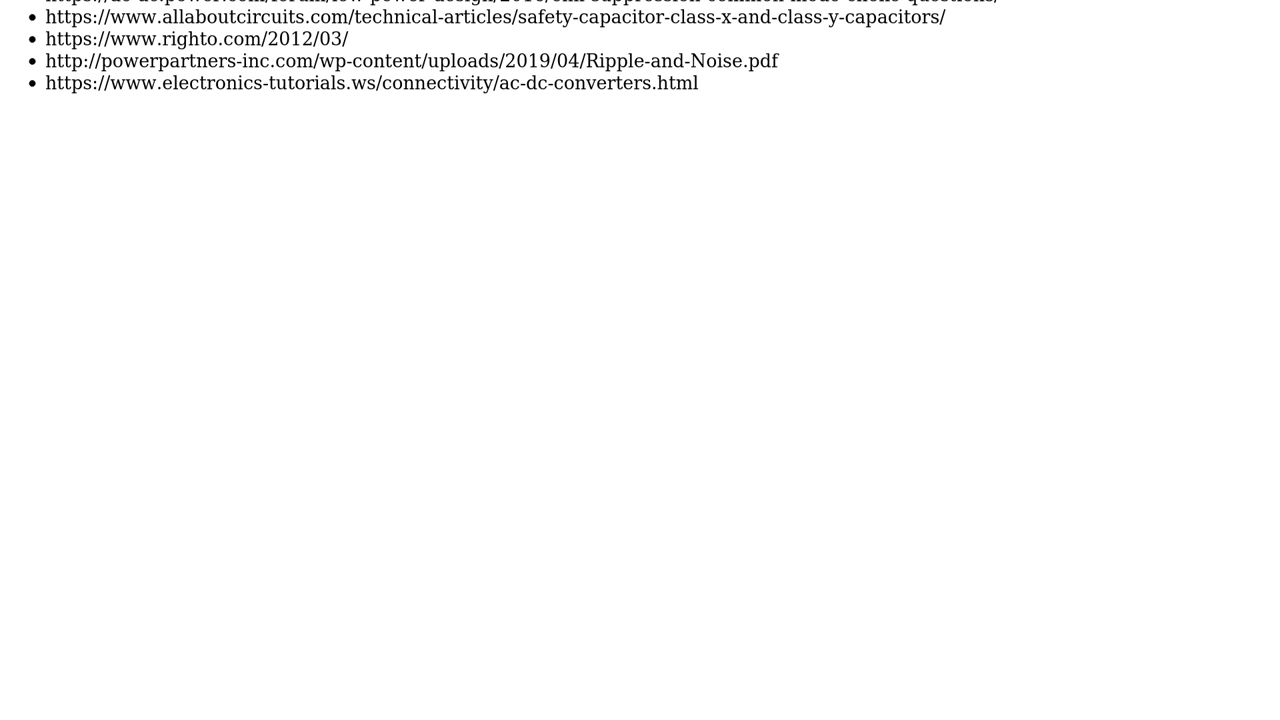 https://www.allaboutcircuits.com/technical-articles/safety-capacitor-class-x-and-class-y-capacitors/
https://www.righto.com/2012/03/
http://powerpartners-inc.com/wp-content/uploads/2019/04/Ripple-and-Noise.pdf
https://www.electronics-tutorials.ws/connectivity/ac-dc-converters.html